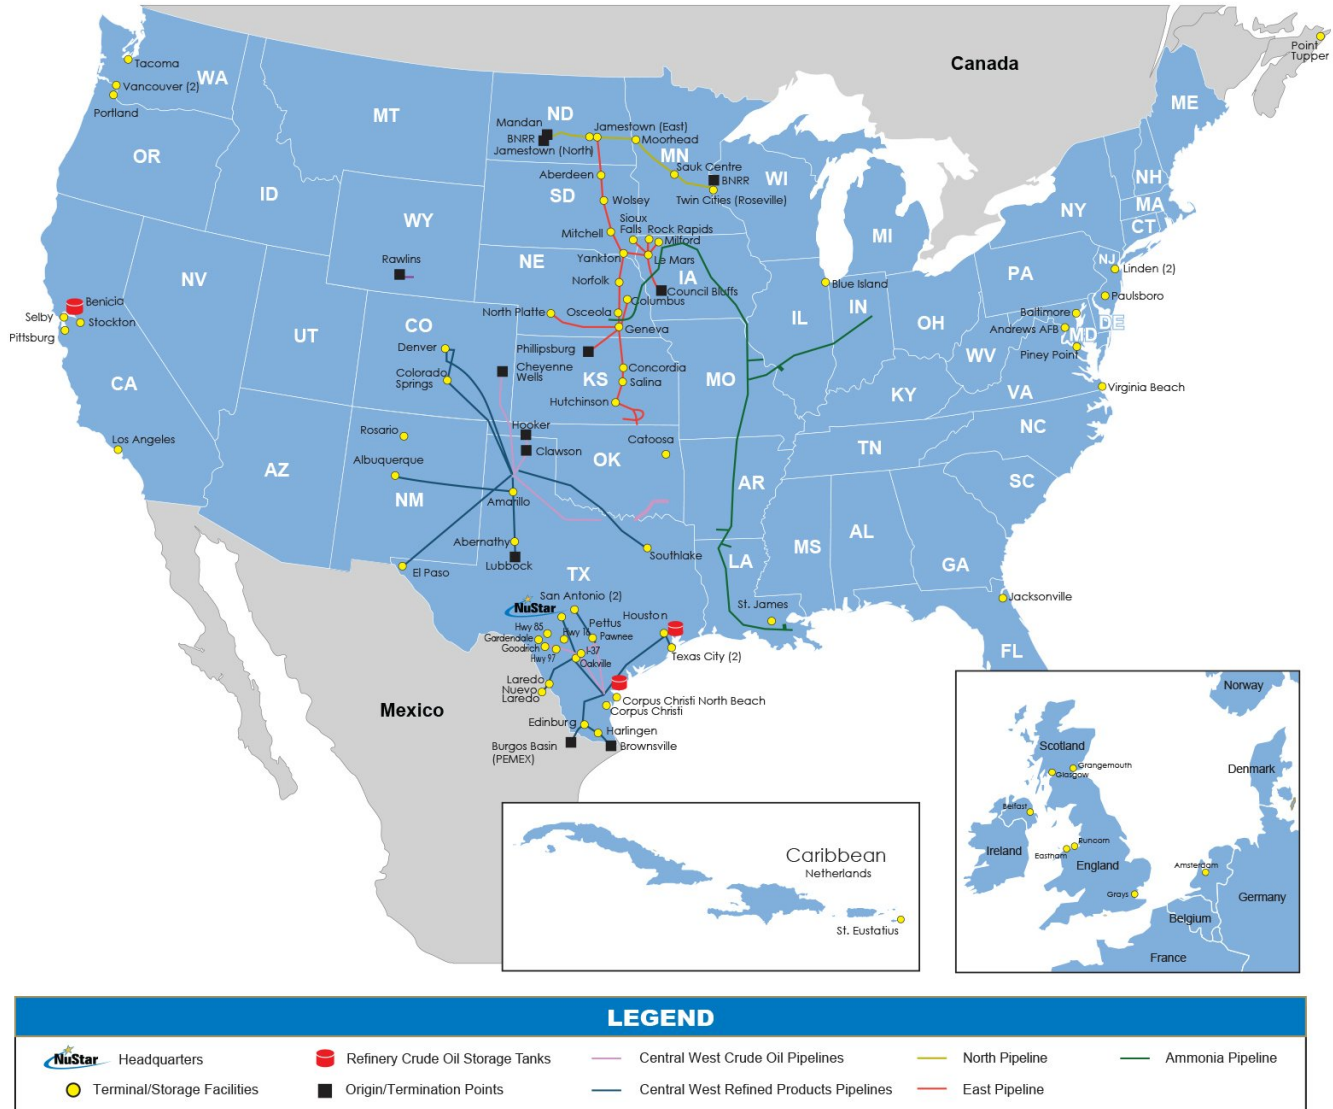 Canada
Point
Tupper
Tacoma
WA
Vancouver (2)
Portland
MT
ND
ME
Mandan
BNRR
Jamestown (East)
Jamestown (North)
Moorhead
MN
OR
Sauk Centre
BNRR
WI
Twin Cities (Roseville)
NH
ID
Aberdeen
SD
Wolsey
MA
NY
CT
WY
Sioux
Falls
Rock Rapids
Milford
MI
Mitchell
Rawlins
NE
Yankton
Le Mars
NJ
Linden (2)
PA
NV
Norfolk
IA
Council Bluffs
Blue Island
Paulsboro
Benicia
Selby
Stockton
Pittsburg
Columbus
North Platte
Osceola
Geneva
IL
IN
OH
Baltimore
Andrews AFB
MD
DE
Piney Point
UT
CO
Denver
Phillipsburg
WV
CA
Colorado
Springs
Cheyenne
Wells
KS
Concordia
Salina
MO
KY
VA
Virginia Beach
Hutchinson
NC
Rosario
Hooker
Clawson
Catoosa
TN
Los Angeles
Albuquerque
AZ
OK
NM
Amarillo
AR
SC
Abernathy
Lubbock
Southlake
MS
AL
GA
El Paso
TX
LA
San Antonio (2)
NuStar
Houston
St. James
Jacksonville
Hwy 85
Pettus
Gardendale
Hwy 16
Pawnee
Goodrich
I-37
Hwy 97
Oakville
Texas City (2)
FL
Laredo
Nuevo
Laredo
Corpus Christi North Beach
Corpus Christi
Mexico
Edinburg
Harlingen
Burgos Basin
(PEMEX)
Brownsville
Norway
Scotland
Grangemouth
Glasgow
Denmark
Belfast
Ireland
Runcorn
Eastham
England
Amsterdam
Grays
Germany
Belgium
France
Caribbean
Netherlands
St. Eustatius
LEGEND
NuStar Headquarters
Refinery Crude Oil Storage Tanks
Central West Crude Oil Pipelines
North Pipeline
Ammonia Pipeline
Terminal/Storage Facilities
Origin/Termination Points
Central West Refined Products Pipelines
East Pipeline